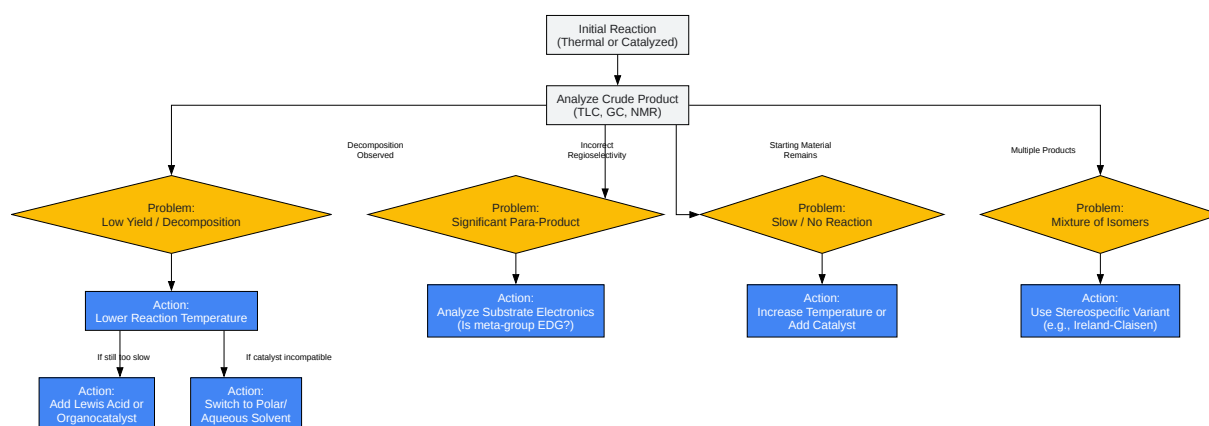 Initial Reaction
(Thermal or Catalyzed)
Analyze Crude Product
(TLC, GC, NMR)
Decomposition
Observed
Incorrect
Regioselectivity
Starting Material
Remains
Multiple Products
Problem:
Low Yield / Decomposition
Problem:
Significant Para-Product
Problem:
Slow / No Reaction
Problem:
Mixture of Isomers
Action:
Lower Reaction Temperature
Action:
Analyze Substrate Electronics
(Is meta-group EDG?)
Action:
Increase Temperature or
Add Catalyst
Action:
Use Stereospecific Variant
(e.g., Ireland-Claisen)
If still too slow
If catalyst incompatible
Action:
Add Lewis Acid or
Organocatalyst
Action:
Switch to Polar/
Aqueous Solvent